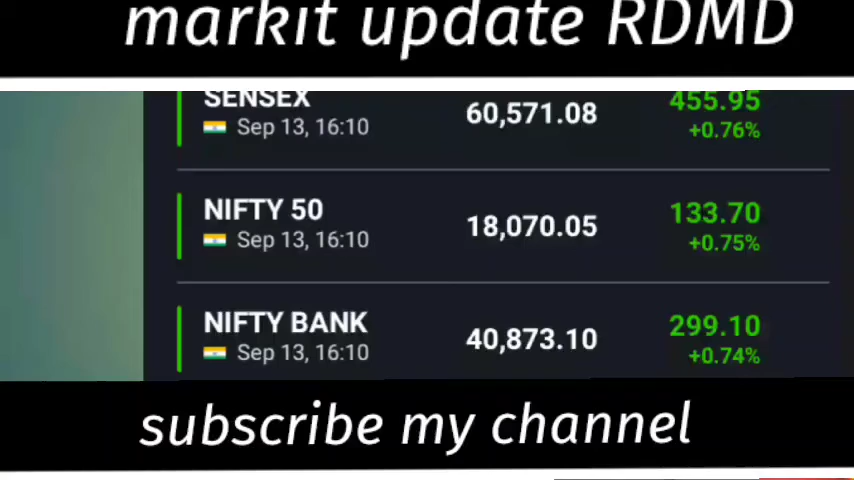 markit update RDMD
SENSEX 60,571.08 455.95
Sep 13, 16:10 +0.76%
NIFTY 50 18,070.05 133.70
Sep 13, 16:10 +0.75%
NIFTY BANK 40,873.10 299.10
Sep 13, 16:10 +0.74%
subscribe my channel